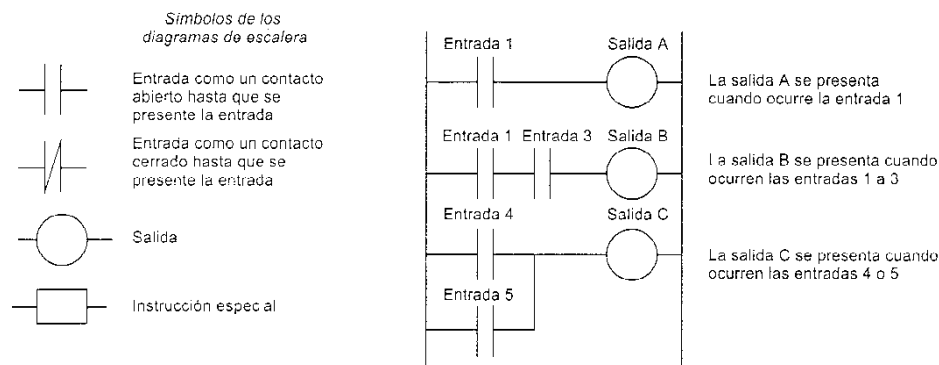 Símbolos de los
diagramas de escalera
Entrada como un contacto
abierto hasta que se
presente la entrada
Entrada como un contacto
cerrado hasta que se
presente la entrada
Salida
Instrucción especial
Entrada 1
Salida A
La salida A se presenta
cuando ocurre la entrada 1
Entrada 1 Entrada 3 Salida B
La salida B se presenta cuando
ocurren las entradas 1 a 3
Entrada 4
Salida C
La salida C se presenta cuando
ocurren las entradas 4 o 5
Entrada 5